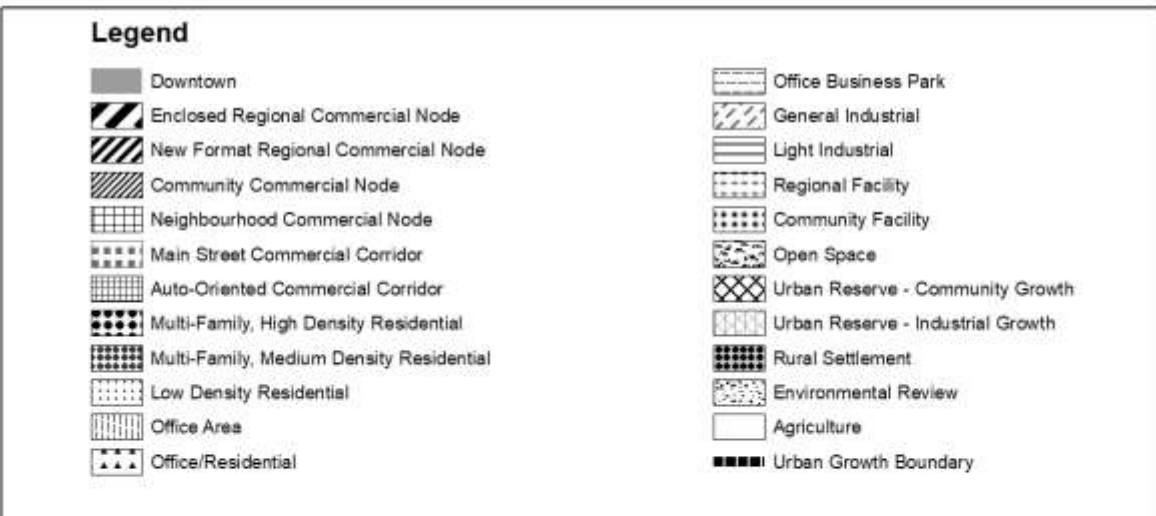 Legend
Downtown
Enclosed Regional Commercial Node
New Format Regional Commercial Node
Community Commercial Node
Neighbourhood Commercial Node
Main Street Commercial Corridor
Auto-Oriented Commercial Corridor
Multi-Family, High Density Residential
Multi-Family, Medium Density Residential
Low Density Residential
Office Area
Office/Residential
Office Business Park
General Industrial
Light Industrial
Regional Facility
Community Facility
Open Space
Urban Reserve - Community Growth
Urban Reserve - Industrial Growth
Rural Settlement
Environmental Review
Agriculture
Urban Growth Boundary